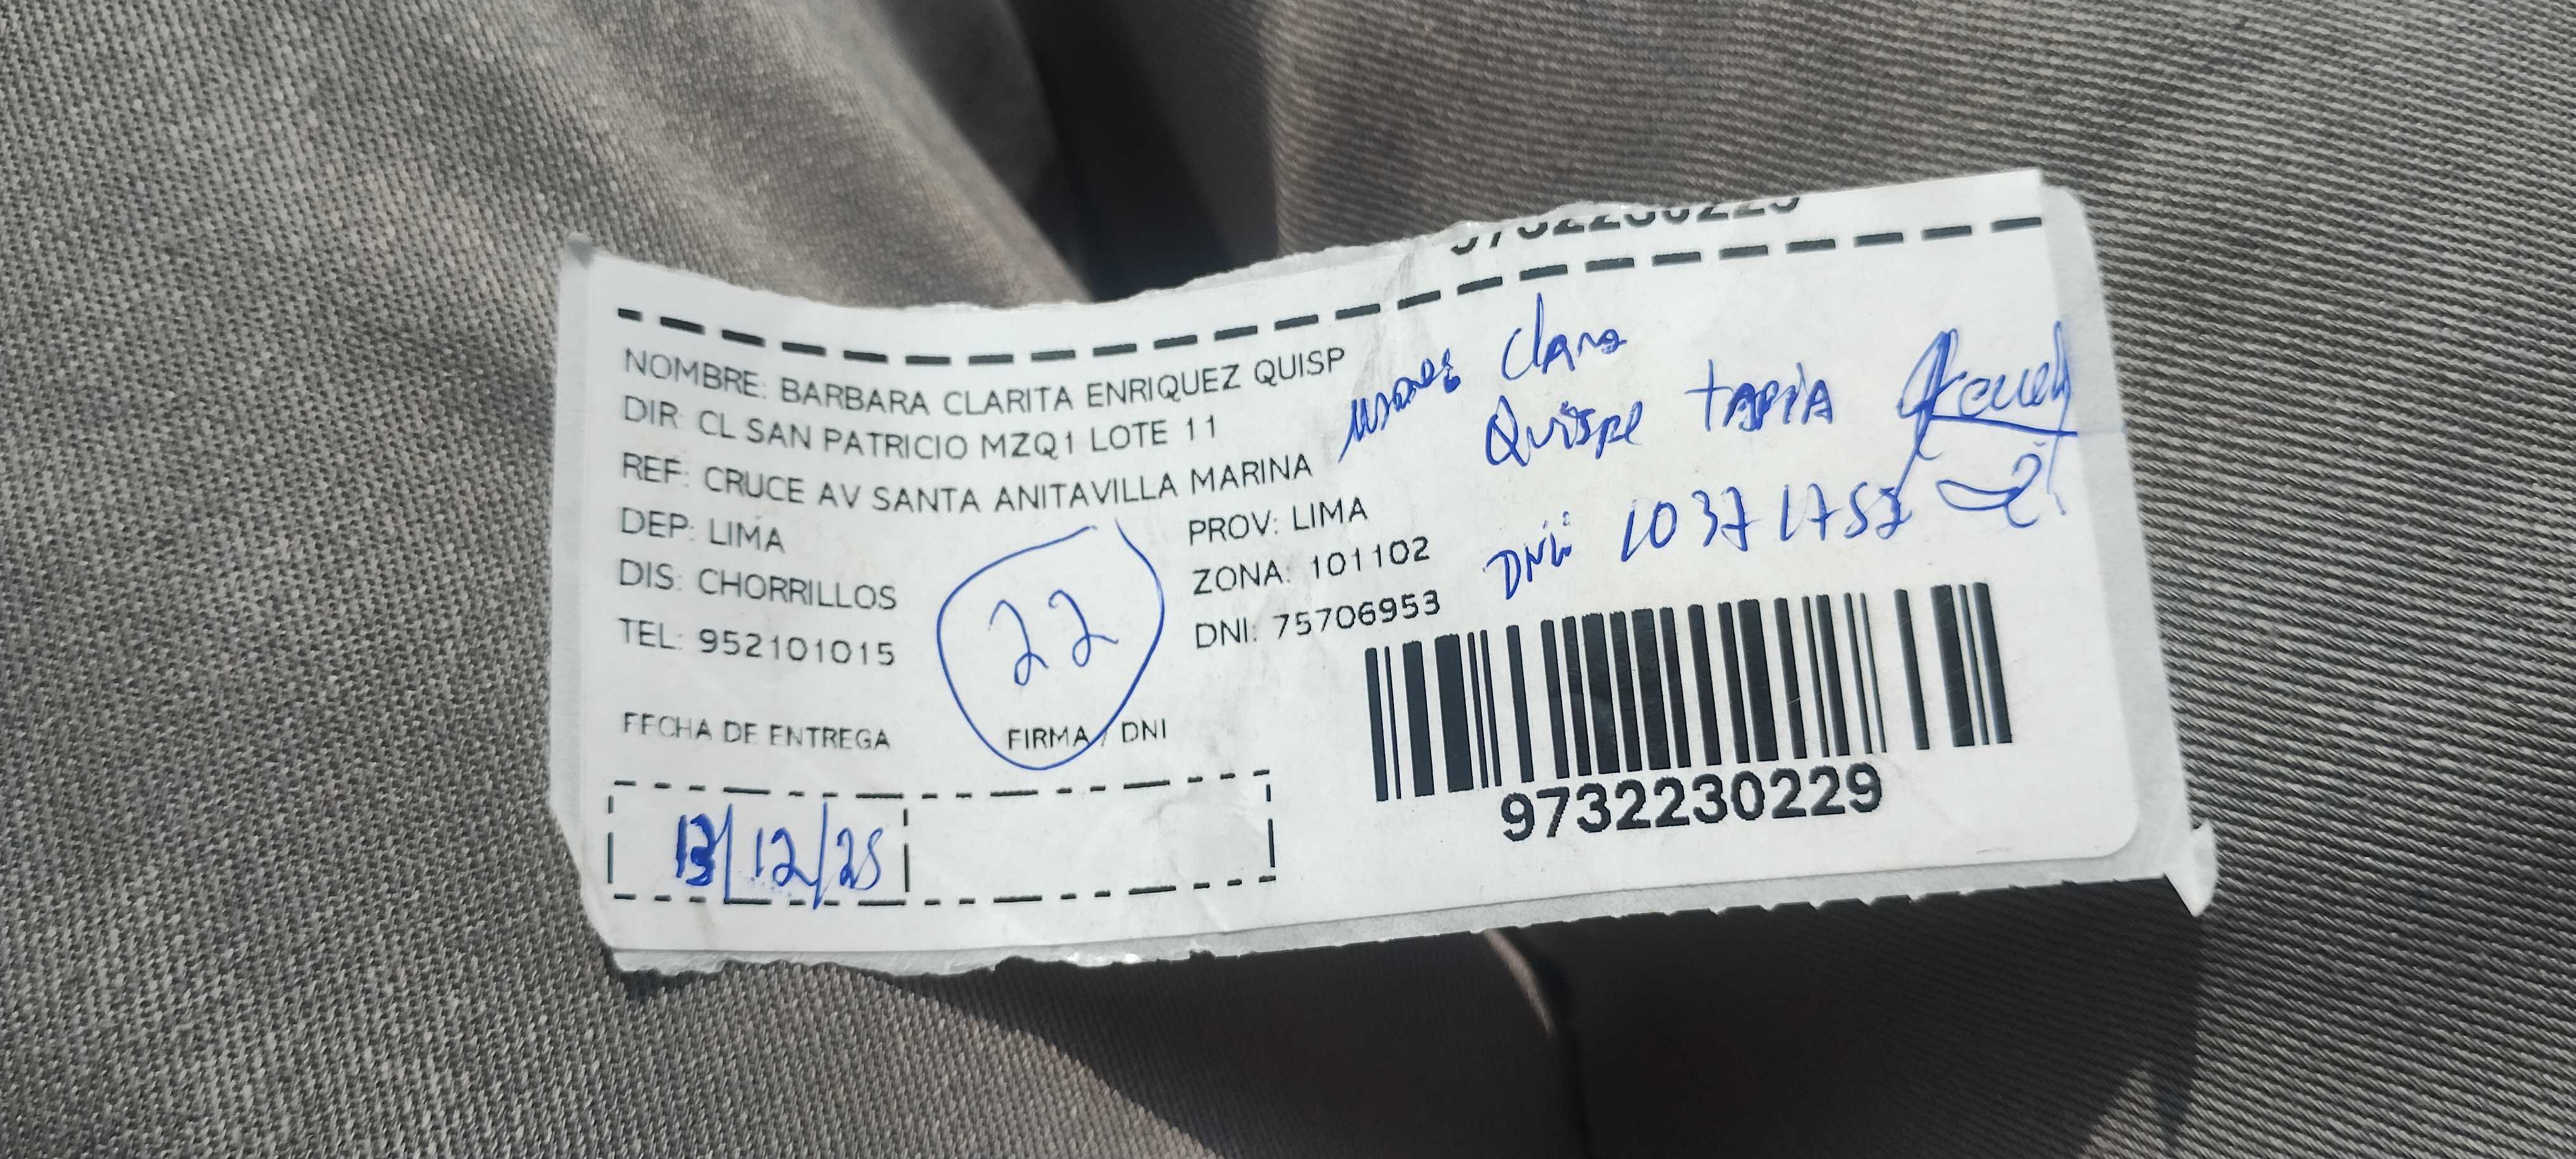 9732230229
NOMBRE: BARBARA CLARITA ENRIQUEZ QUISP
DIR: CL SAN PATRICIO MZQ1 LOTE 11
REF: CRUCE AV SANTA ANITAVILLA MARINA
DEP: LIMA
PROV: LIMA
DIS: CHORRILLOS
ZONA: 101102
TEL: 952101015
DNI: 75706953
22
Clara
Quispe TAPIA
DNI
FECHA DE ENTREGA
FIRMA / DNI
13/12/25
9732230229